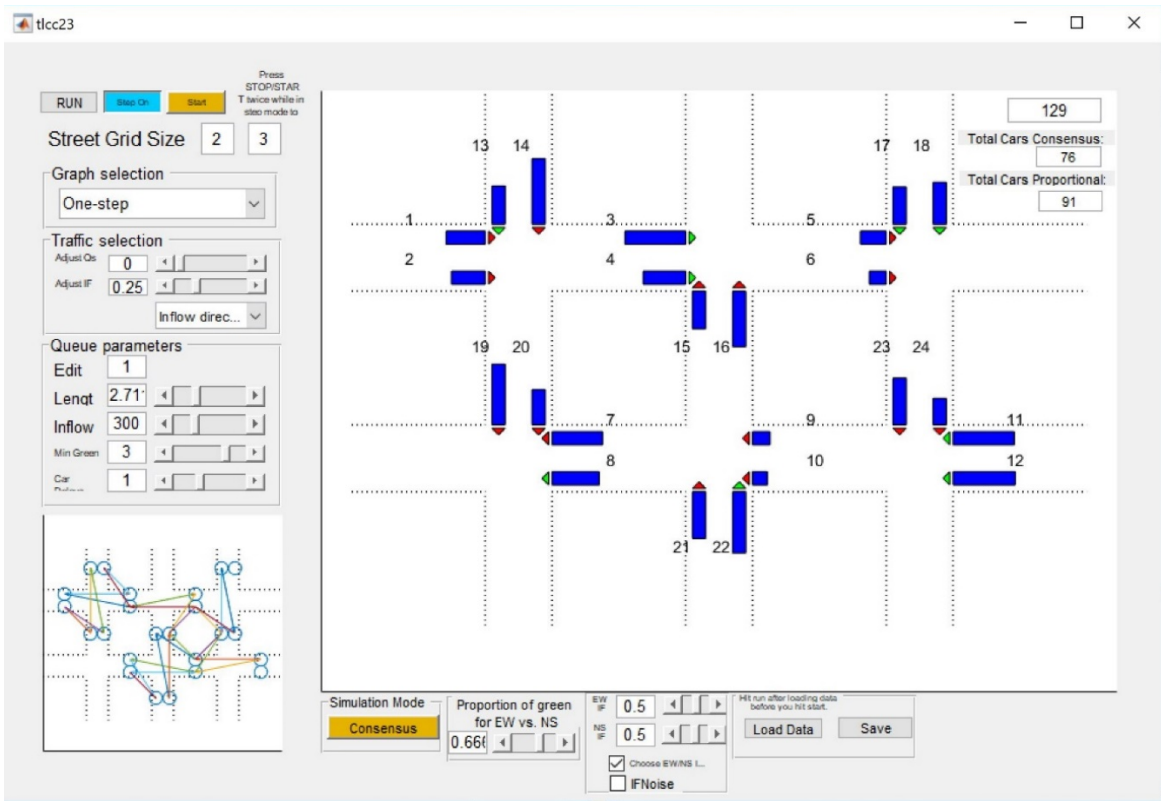 tlcc23
RUN
Step On
Start
Press
STOP/STAR
T twice while in
step mode to
Street Grid Size 2 3
Graph selection
One-step
Traffic selection
Adjust Qs 0
Adjust IF 0.25
Inflow direc...
Queue parameters
Edit 1
Lengt 2.71
Inflow 300
Min Green 3
Car 1
129
Total Cars Consensus:
76
Total Cars Proportional:
91
13 14 17 18
1 3 5
2 4 6
19 20 15 16 23 24
7 9 11
8 10 12
21 22
Simulation Mode
Consensus
Proportion of green
for EW vs. NS
0.66
EW
IF 0.5
NS
IF 0.5
Choose EW/NS I...
IFNoise
Hit run after loading data
before you hit start.
Load Data
Save